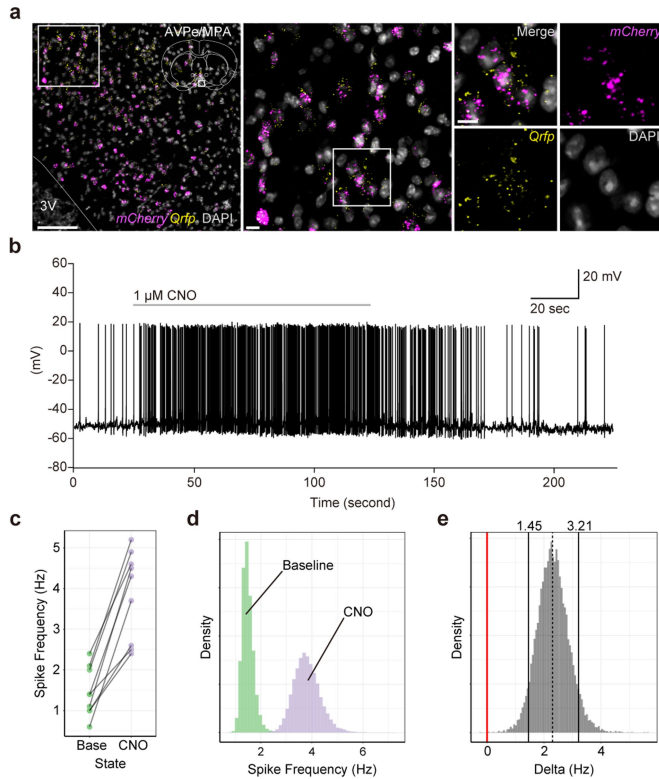 a
AVPe/MPA
3V
mCherry Qrfp DAPI
Merge
mCherry
Qrfp
DAPI
b
1 µM CNO
20 mV
20 sec
60
40
20
0
-20
-40
-60
-80
(mV)
0
50
100
150
200
Time (second)
c
Spike Frequency (Hz)
5
4
3
2
1
Base
CNO
State
d
Density
Baseline
CNO
2
4
6
Spike Frequency (Hz)
e
1.45
3.21
Density
0
2
4
Delta (Hz)